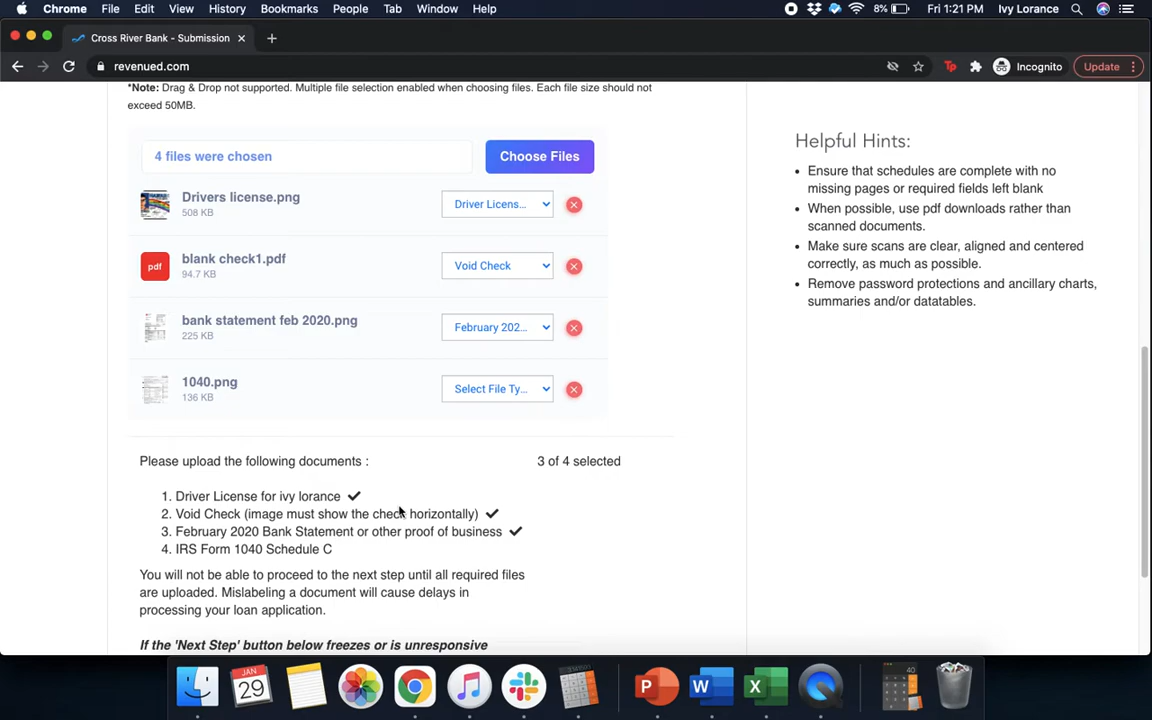 Chrome File Edit View History Bookmarks People Tab Window Help 8% Fri 1:21 PM Ivy Lorance
Cross River Bank - Submission
revenued.com Incognito Update
*Note: Drag & Drop not supported. Multiple file selection enabled when choosing files. Each file size should not
exceed 50MB.
4 files were chosen Choose Files
Drivers license.png
508 KB
Driver Licens...
pdf
blank check1.pdf
94.7 KB
Void Check
bank statement feb 2020.png
225 KB
February 202...
1040.png
136 KB
Select File Ty...
Please upload the following documents : 3 of 4 selected
1. Driver License for ivy lorance
2. Void Check (image must show the check horizontally)
3. February 2020 Bank Statement or other proof of business
4. IRS Form 1040 Schedule C
You will not be able to proceed to the next step until all required files
are uploaded. Mislabeling a document will cause delays in
processing your loan application.
If the 'Next Step' button below freezes or is unresponsive
Helpful Hints:
• Ensure that schedules are complete with no
missing pages or required fields left blank
• When possible, use pdf downloads rather than
scanned documents.
• Make sure scans are clear, aligned and centered
correctly, as much as possible.
• Remove password protections and ancillary charts,
summaries and/or datatables.
JAN
29
P
W
X
40